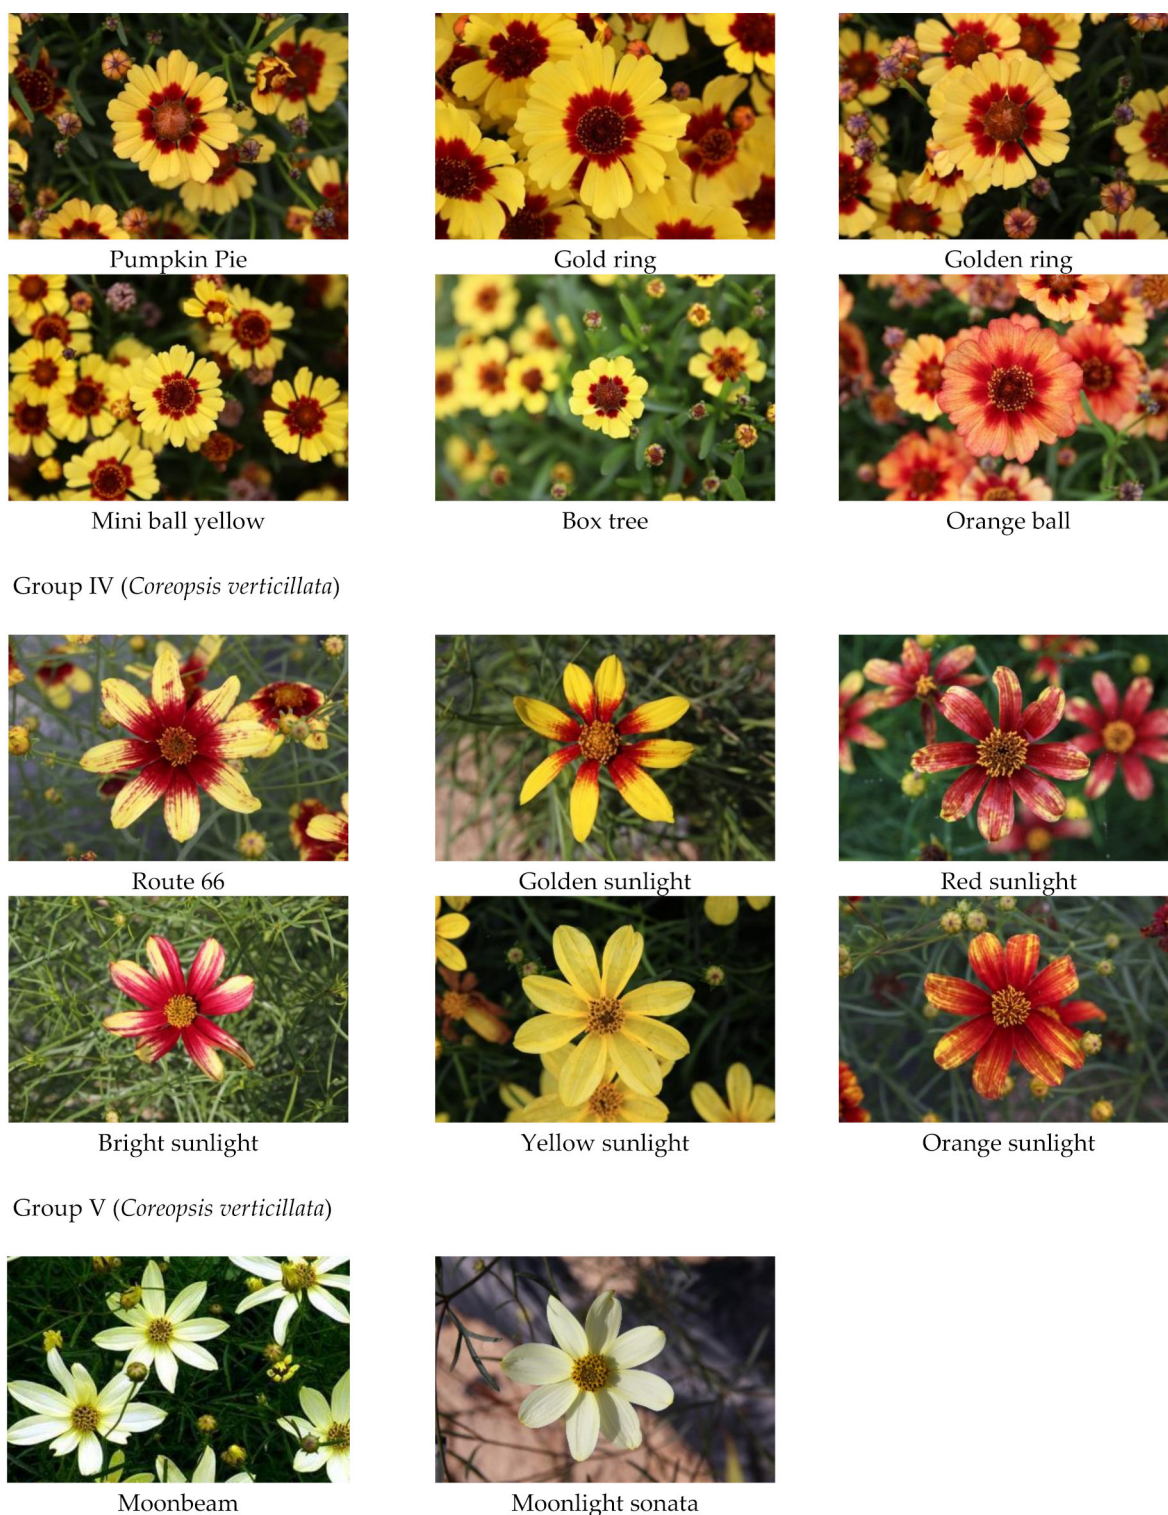 Pumpkin Pie
Gold ring
Golden ring
Mini ball yellow
Box tree
Orange ball
Group IV (Coreopsis verticillata)
Route 66
Golden sunlight
Red sunlight
Bright sunlight
Yellow sunlight
Orange sunlight
Group V (Coreopsis verticillata)
Moonbeam
Moonlight sonata